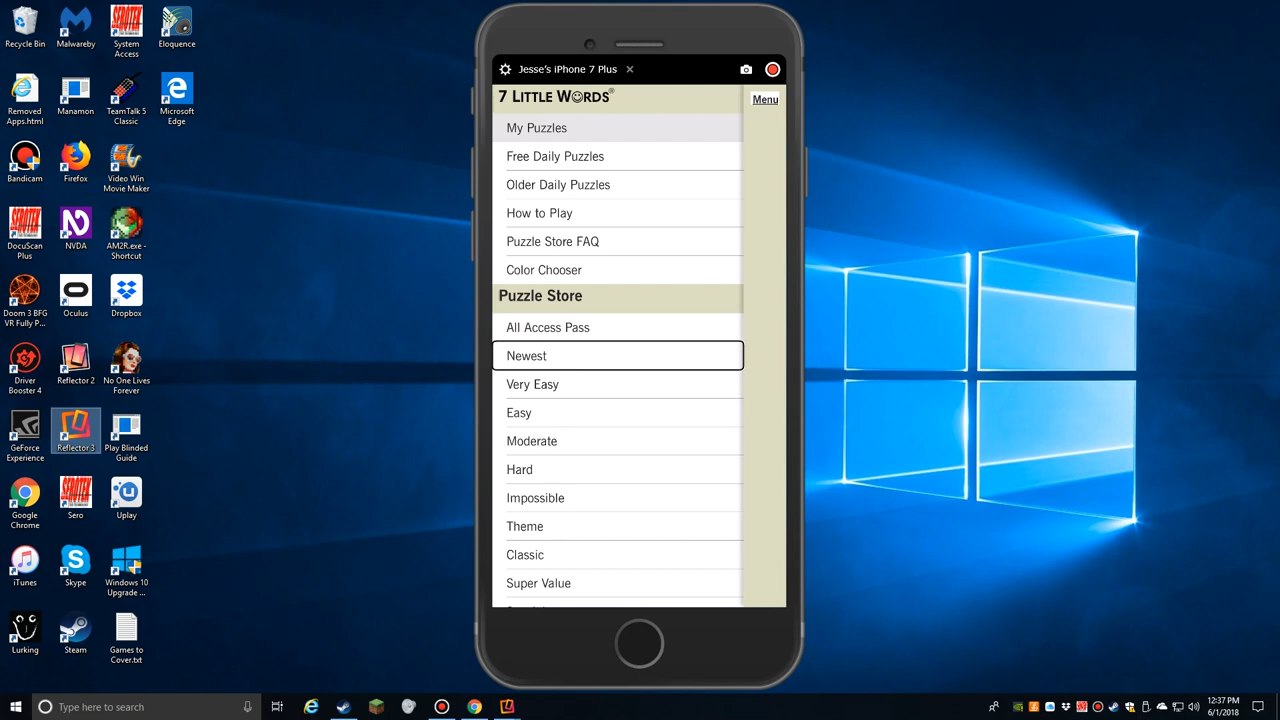 Recycle Bin
Malwareby
System
Access
Eloquence
Removed
Apps.html
Manamon
TeamTalk 5
Classic
Microsoft
Edge
Bandicam
Firefox
Video Win
Movie Maker
SEROTEK
DocuScan
Plus
NVDA
AM2R.exe -
Shortcut
Doom 3 BFG
VR Fully P...
Oculus
Dropbox
Driver
Booster 4
Reflector 2
No One Lives
Forever
GeForce
Experience
Reflector 3
Play Blinded
Guide
Google
Chrome
Sero
Uplay
iTunes
Skype
Windows 10
Upgrade ...
Lurking
Steam
Games to
Cover.txt
Jesse's iPhone 7 Plus
7 LITTLE WORDS®
Menu
My Puzzles
Free Daily Puzzles
Older Daily Puzzles
How to Play
Puzzle Store FAQ
Color Chooser
Puzzle Store
All Access Pass
Newest
Very Easy
Easy
Moderate
Hard
Impossible
Theme
Classic
Super Value
Type here to search
12:37 PM
6/1/2018